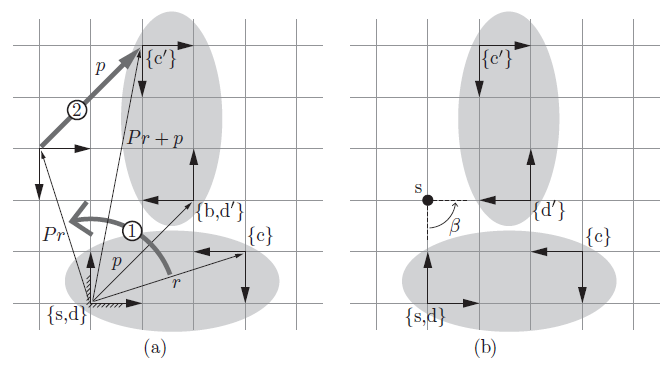 p
{c′}
2
Pr + p
{b,d′}
1
{c}
Pr
p
r
{s,d}
(a)
{c′}
s
{d′}
β
{c}
{s,d}
(b)